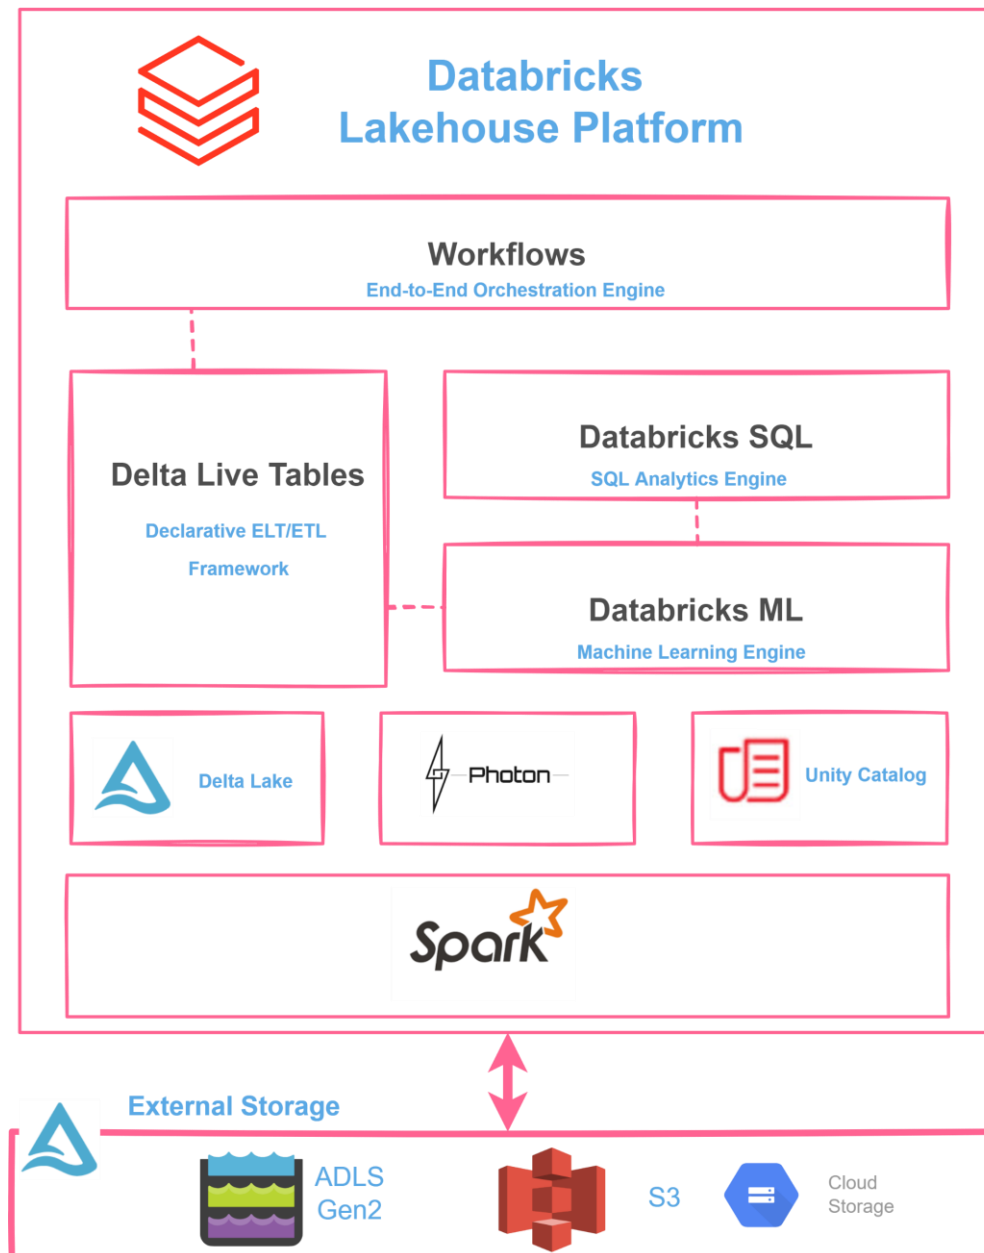 Databricks
Lakehouse Platform
Workflows
End-to-End Orchestration Engine
Delta Live Tables
Declarative ELT/ETL
Framework
Databricks SQL
SQL Analytics Engine
Databricks ML
Machine Learning Engine
Delta Lake
Photon
Unity Catalog
Spark
External Storage
ADLS
Gen2
S3
Cloud
Storage